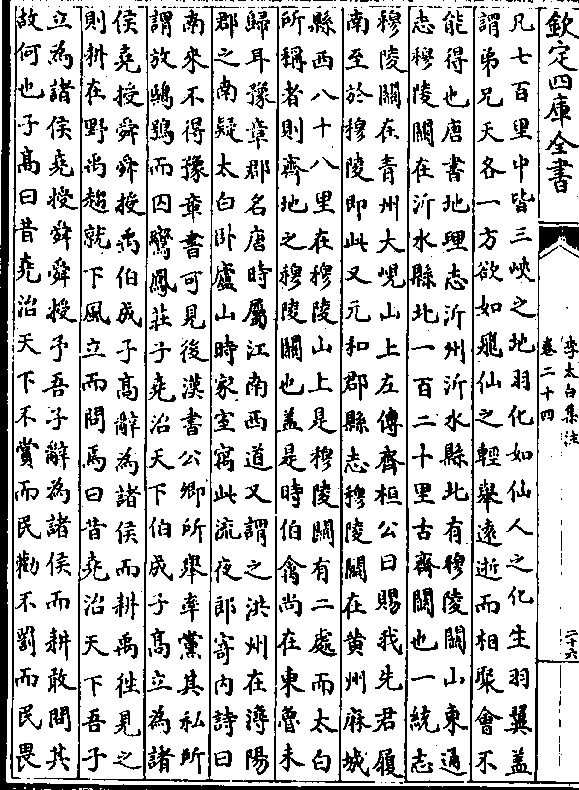 欽定四庫全書
李太白集注
卷二十四
二十六
凡七百里中皆三峽之地羽化如仙人之化生羽翼蓋
謂弟兄天各一方欲如飛仙之輕舉遠逝而相聚會不
能得也唐書地理志沂州沂水縣北有穆陵關山東通
志穆陵關在沂水縣北一百二十里古齊關也一統志
穆陵關在青州大峴山上左傳齊桓公曰賜我先君履
南至於穆陵即此又元和郡縣志穆陵關在黄州麻城
縣西八十八里在穆陵山上是穆陵關有二處而太白
所稱者則齊地之穆陵關也蓋是時伯禽尚在東魯未
歸耳豫章郡名唐時屬江南西道又謂之洪州在潯陽
郡之南疑太白卧廬山時家室寓此流夜郎寄内詩曰
南來不得豫章書可見後漢書公卿所舉率黨其私所
謂放鴟鴞而囚鸞鳳莊子堯治天下伯成子髙立為諸
侯堯授舜舜授禹伯成子髙辭為諸侯而耕禹徃見之
則耕在野禹趨就下風立而問焉曰昔堯治天下吾子
立為諸侯堯授舜舜授予吾子辭為諸侯而耕敢問其
故何也子髙曰昔堯治天下不賞而民勸不罰而民畏